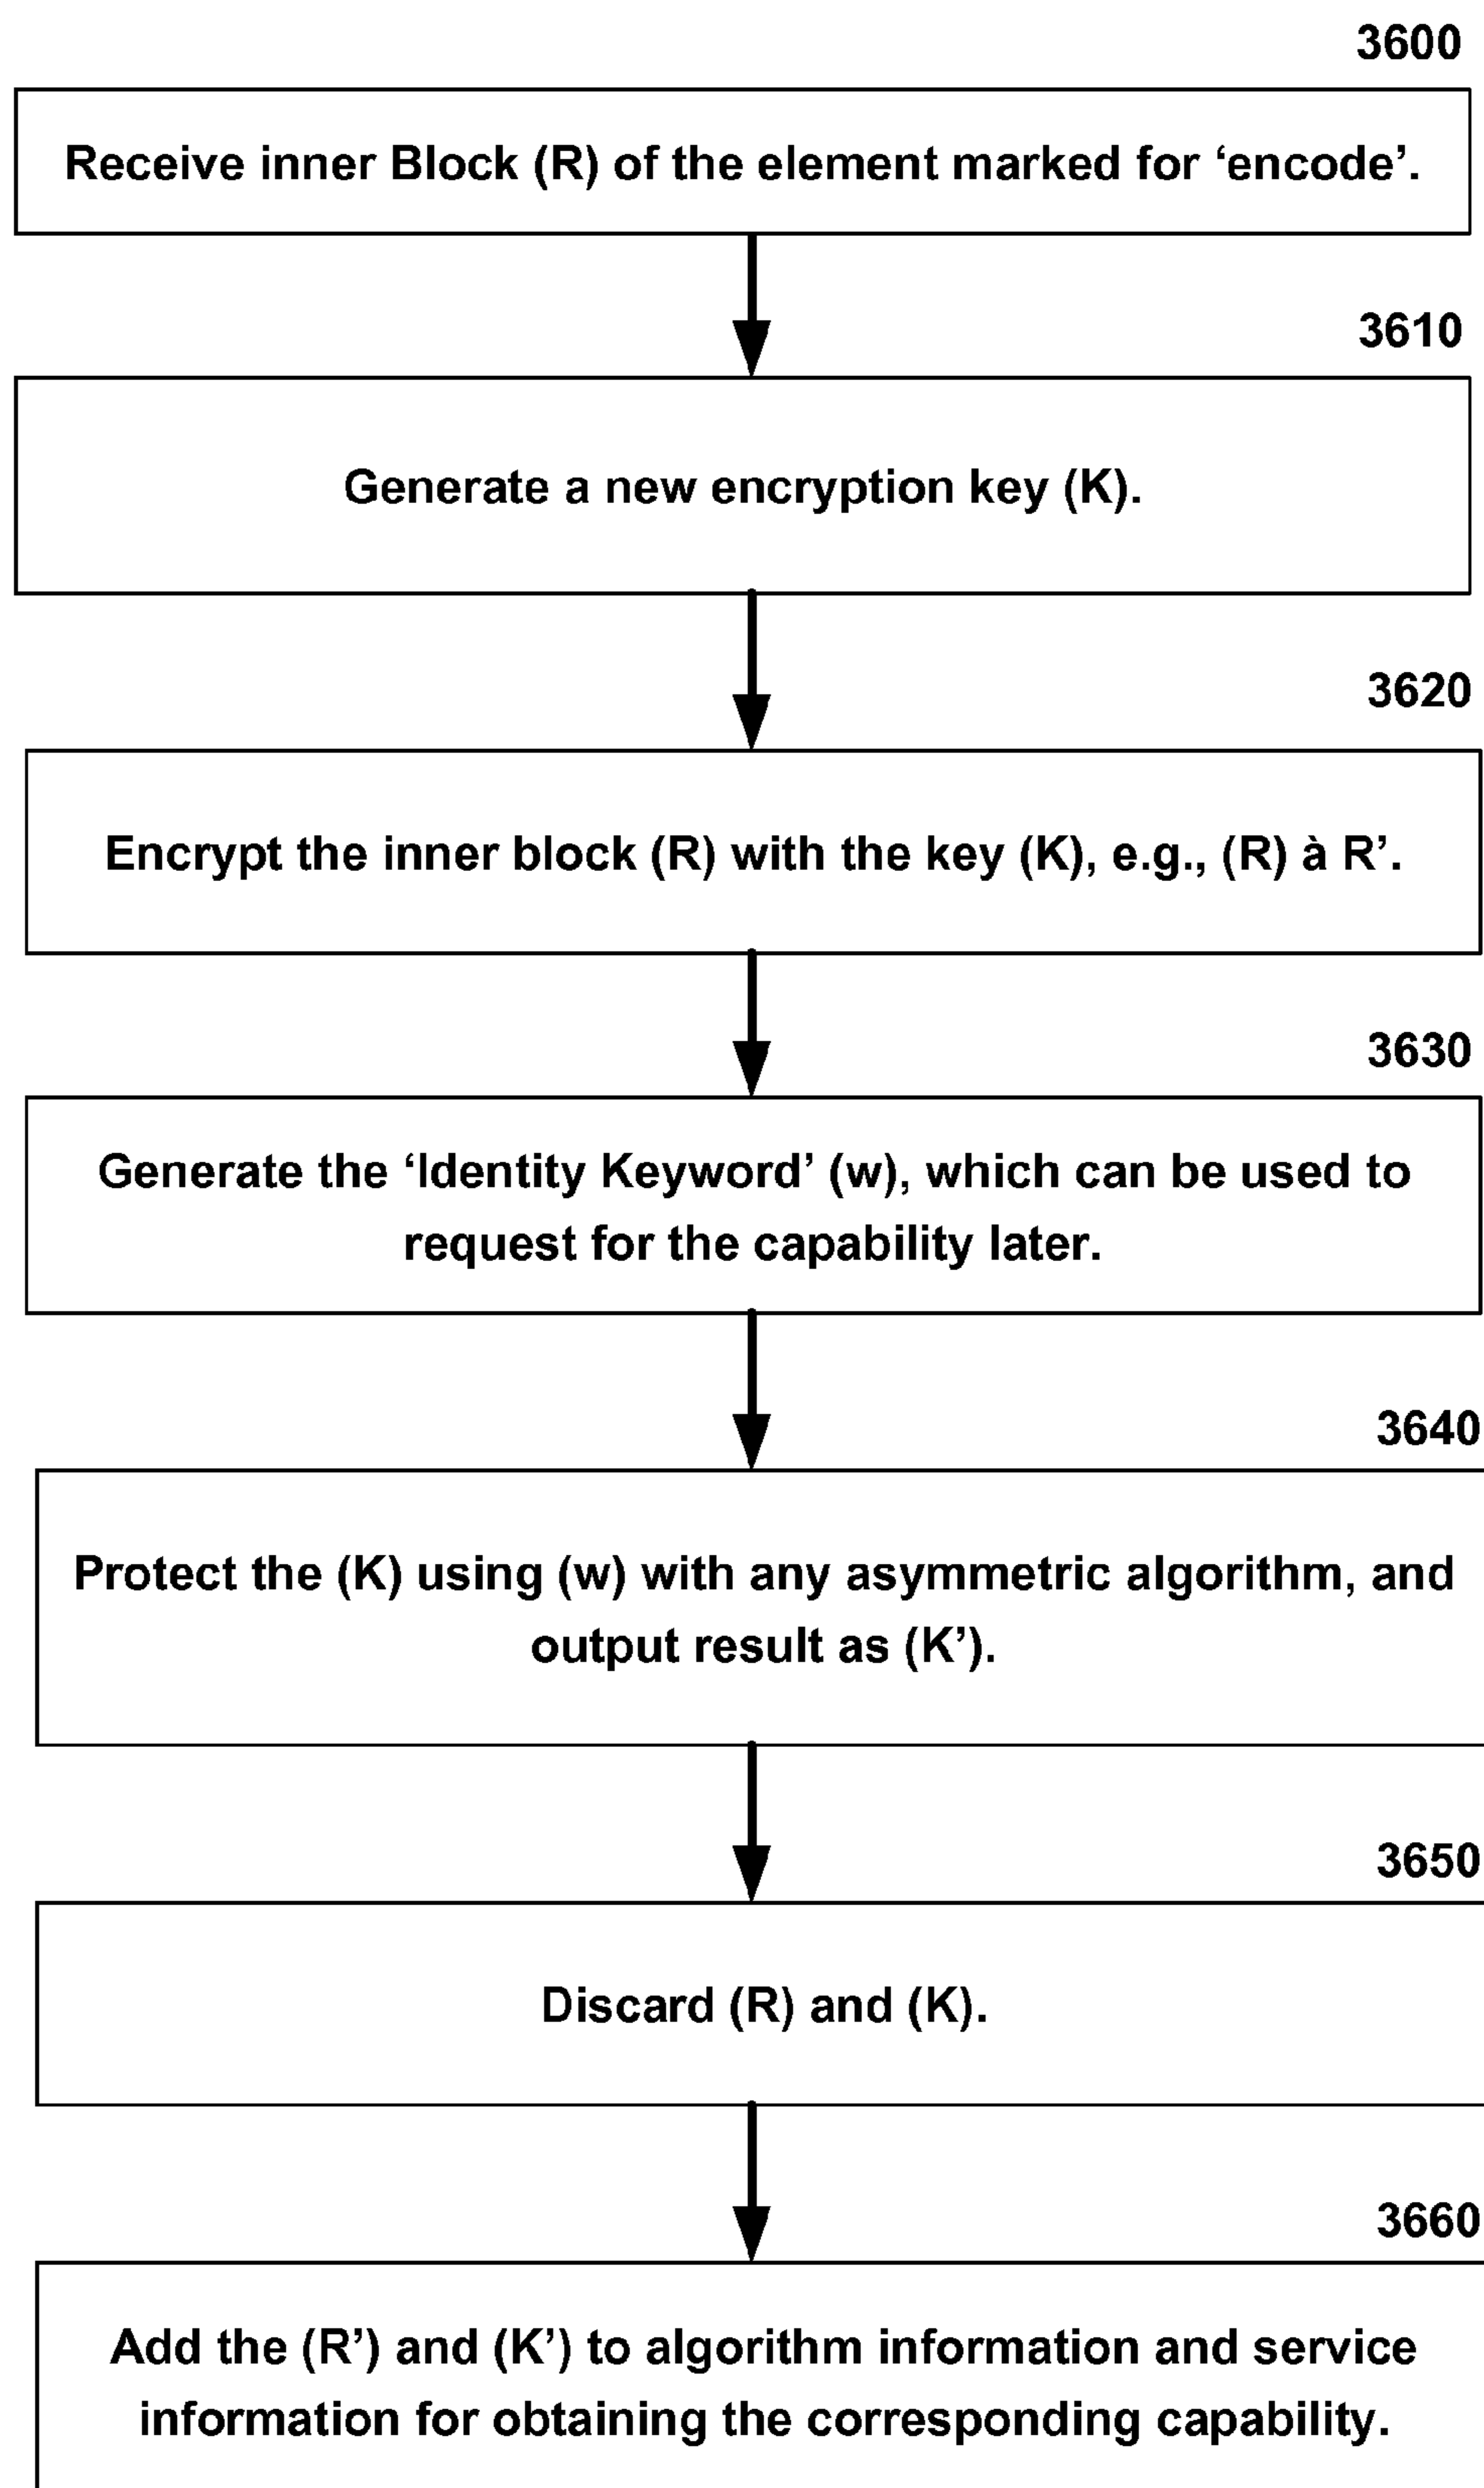 3600
Receive inner Block (R) of the element marked for ‘encode’.
3610
Generate a new encryption key (K).
3620
Encrypt the inner block (R) with the key (K), e.g., (R) à R’.
3630
Generate the ‘Identity Keyword’ (w), which can be used to
request for the capability later.
3640
Protect the (K) using (w) with any asymmetric algorithm, and
output result as (K’).
3650
Discard (R) and (K).
3660
Add the (R’) and (K’) to algorithm information and service
information for obtaining the corresponding capability.